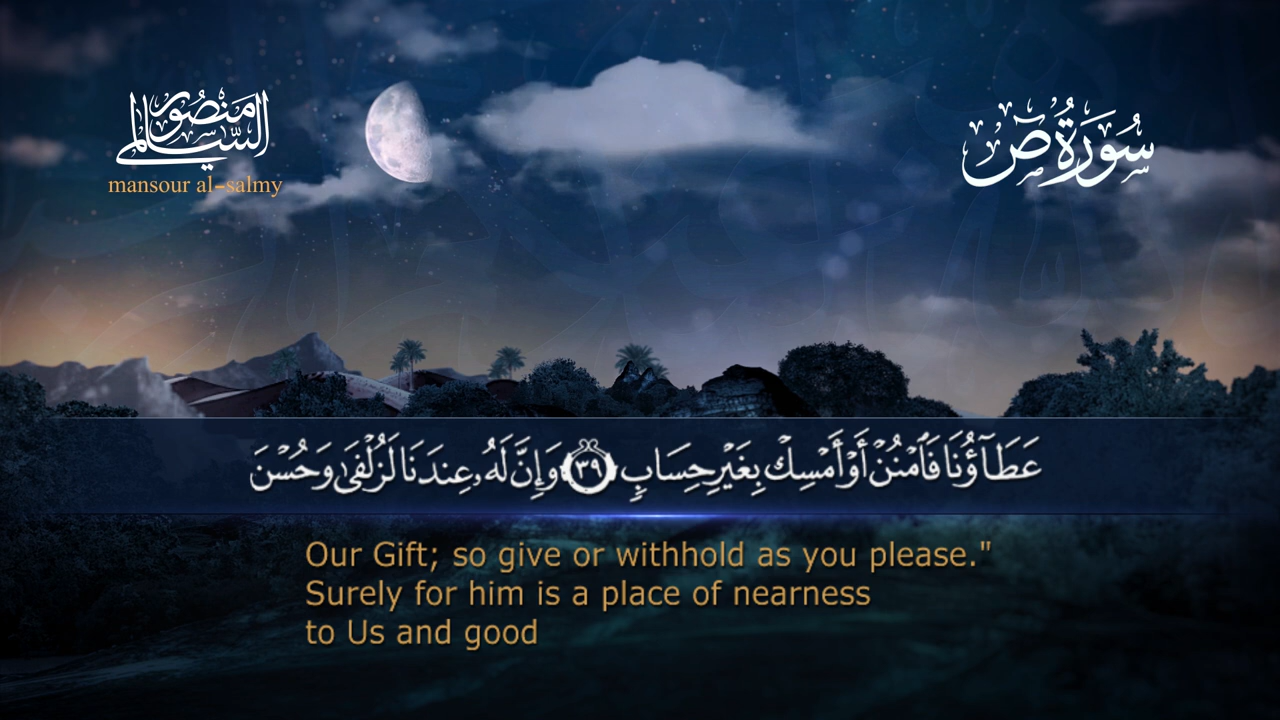 منصور السالمي
mansour al-salmy
سُورَةُ صٓ
عَطَآؤُنَا فَٱمْنُنْ أَوْ أَمْسِكْ بِغَيْرِ حِسَابٍ ٣٩ وَإِنَّ لَهُۥ عِندَنَا لَزُلْفَىٰ وَحُسْنَ
Our Gift; so give or withhold as you please."
Surely for him is a place of nearness
to Us and good